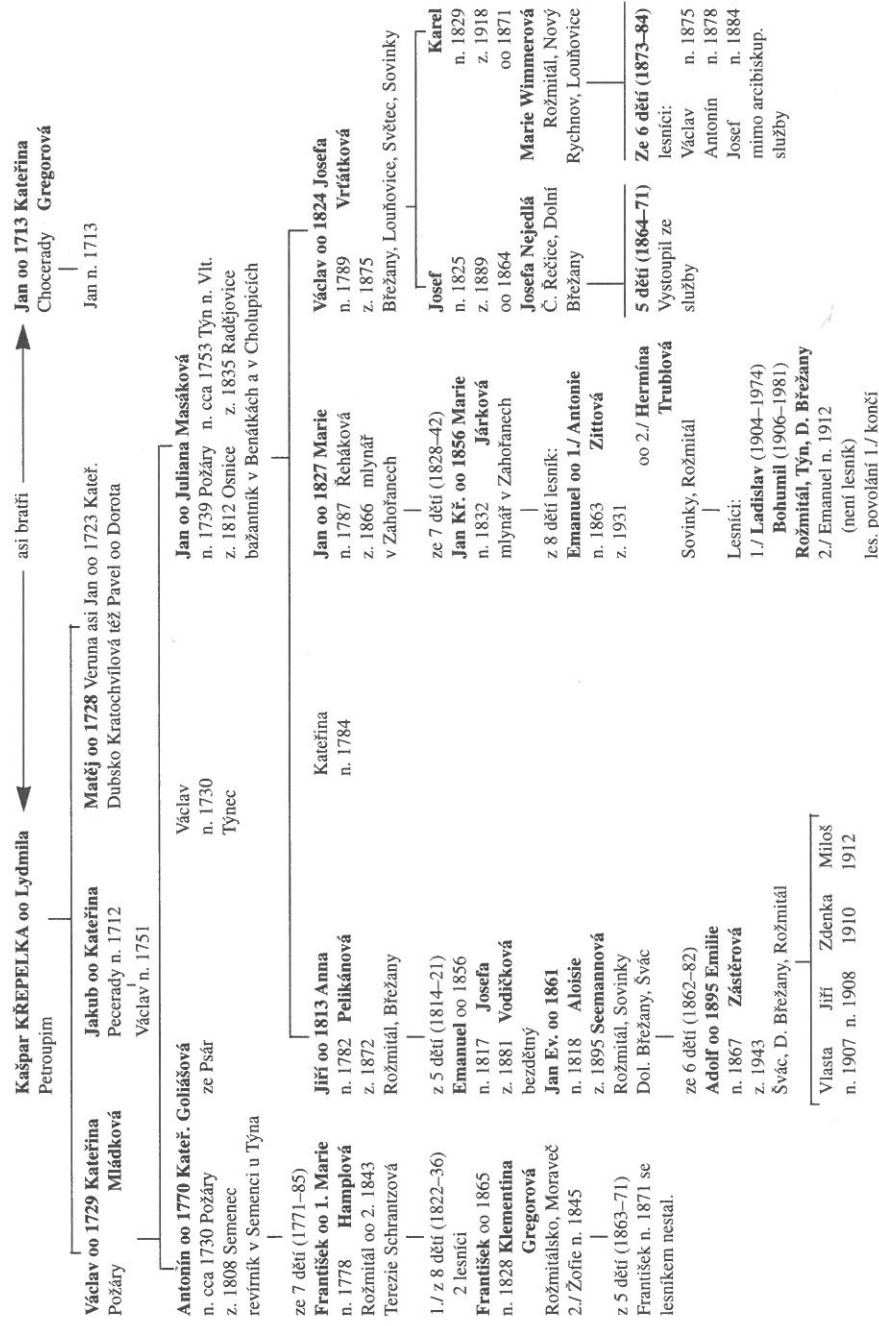 Kašpar KŘEPELKA oo Lydmila
Petroupim
asi bratři
Jan oo 1713 Kateřina
Chocerady Gregorová
Jan n. 1713
Václav oo 1729 Kateřina
Požáry Mládková
Jakub oo Kateřina
Pecerady n. 1712
Václav n. 1751
Matěj oo 1728 Veruna asi Jan oo 1723 Kateř.
Dubsko Kratochvílová též Pavel oo Dorota
Antonín oo 1770 Kateř. Goliášová
n. cca 1730 Požáry ze Psár
z. 1808 Semenec
revírník v Semenci u Týna
Václav
n. 1730
Týnec
Jan oo Juliana Masáková
n. 1739 Požáry n. cca 1753 Týn n. Vlt.
z. 1812 Osnice z. 1835 Radějovice
bažantník v Benátkách a v Cholupicích
ze 7 dětí (1771–85)
František oo 1. Marie
n. 1778 Hamplová
Rožmitál oo 2. 1843
Terezie Schrantzová
Jiří oo 1813 Anna
n. 1782 Pelikánová
z. 1872
Rožmitál, Břežany
Kateřina
n. 1784
Jan oo 1827 Marie
n. 1787 Řeháková
z. 1866 mlynář
v Zahořanech
Václav oo 1824 Josefa
n. 1789 Vrťátková
z. 1875
Břežany, Louňovice, Světec, Sovinky
1./ z 8 dětí (1822–36)
2 lesníci
František oo 1865
n. 1828 Klementina
Gregorová
Rožmitálsko, Moraveč
2./ Žofie n. 1845
z 5 dětí (1863–71)
František n. 1871 se
lesníkem nestal.
z 5 dětí (1814–21)
Emanuel oo 1856
n. 1817 Josefa
z. 1881 Vodičková
bezdětný
Jan Ev. oo 1861
n. 1818 Aloisie
z. 1895 Seemannová
Rožmitál, Sovinky
Dol. Břežany, Švác
ze 6 dětí (1862–82)
Adolf oo 1895 Emilie
n. 1867 Zástěrová
z. 1943
Švác, D. Břežany, Rožmitál
Vlasta Jiří Zdenka Miloš
n. 1907 n. 1908 1910 1912
ze 7 dětí (1828–42)
Jan Kř. oo 1856 Marie
n. 1832 Járková
mlynář v Zahořanech
z 8 dětí lesník:
Emanuel oo 1./ Antonie
n. 1863 Zittová
z. 1931
oo 2./ Hermína
Trublová
Sovinky, Rožmitál
Lesníci:
1./ Ladislav (1904–1974)
Bohumil (1906–1981)
Rožmitál, Týn, D. Břežany
2./ Emanuel n. 1912
(není lesník)
les. povolání 1./ končí
Josef
n. 1825
z. 1889
oo 1864
Josefa Nejedlá
Č. Řečice, Dolní
Břežany
5 dětí (1864–71)
Vystoupil ze
služby
Karel
n. 1829
z. 1918
oo 1871
Marie Wimmerová
Rožmitál, Nový
Rychnov, Louňovice
Ze 6 dětí (1873–84)
lesníci:
Václav n. 1875
Antonín n. 1878
Josef n. 1884
mimo arcibiskup.
služby